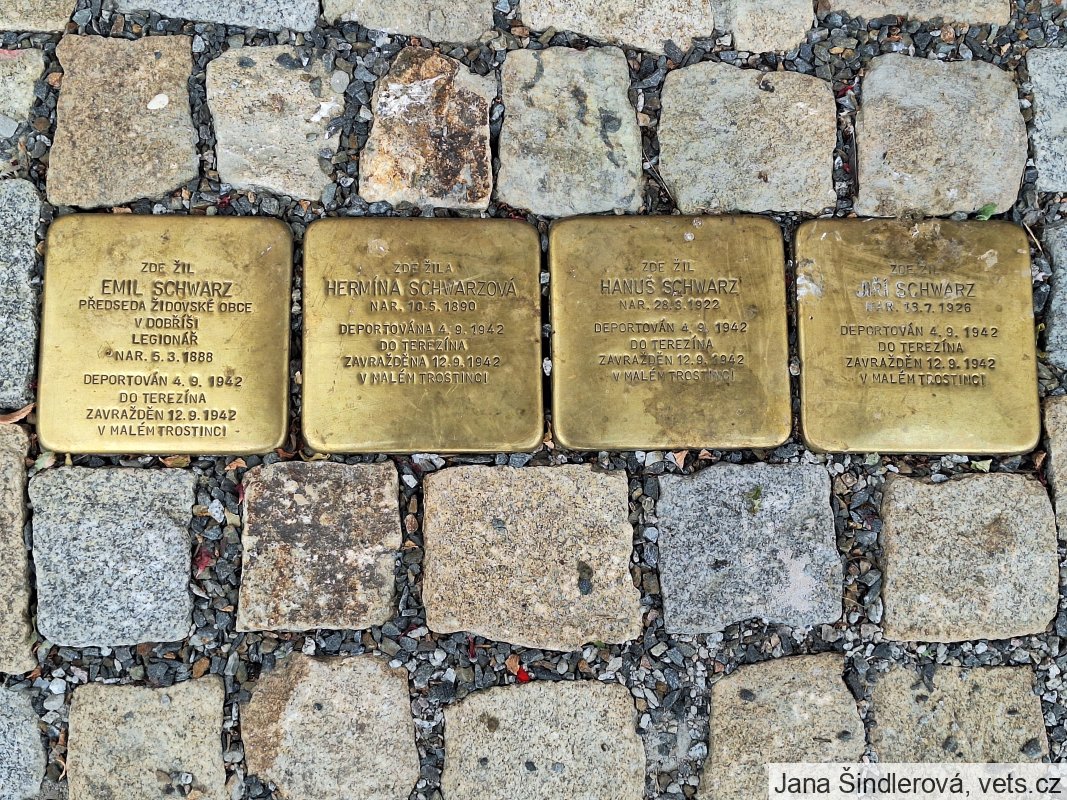 ZDE ŽIL
EMIL SCHWARZ
PŘEDSEDA ŽIDOVSKÉ OBCE
V DOBŘÍŠI
LEGIONÁŘ
NAR. 5.3. 1888
DEPORTOVÁN 4. 9. 1942
DO TEREZÍNA
ZAVRAŽDĚN 12. 9. 1942
V MALÉM TROSTINCI
ZDE ŽILA
HERMÍNA SCHWARZOVÁ
NAR. 10.5. 1890
DEPORTOVÁNA 4. 9. 1942
DO TEREZÍNA
ZAVRAŽDĚNA 12. 9. 1942
V MALÉM TROSTINCI
ZDE ŽIL
HANUŠ SCHWARZ
NAR. 1922
DEPORTOVÁN 4. 9. 1942
DO TEREZÍNA
ZAVRAŽDĚN 12. 9. 1942
V MALÉM TROSTINCI
ZDE ŽIL
JIŘÍ SCHWARZ
NAR. 1926
DEPORTOVÁN 4. 9. 1942
DO TEREZÍNA
ZAVRAŽDĚN 12. 9. 1942
V MALÉM TROSTINCI
Jana Šindlerová, vets.cz